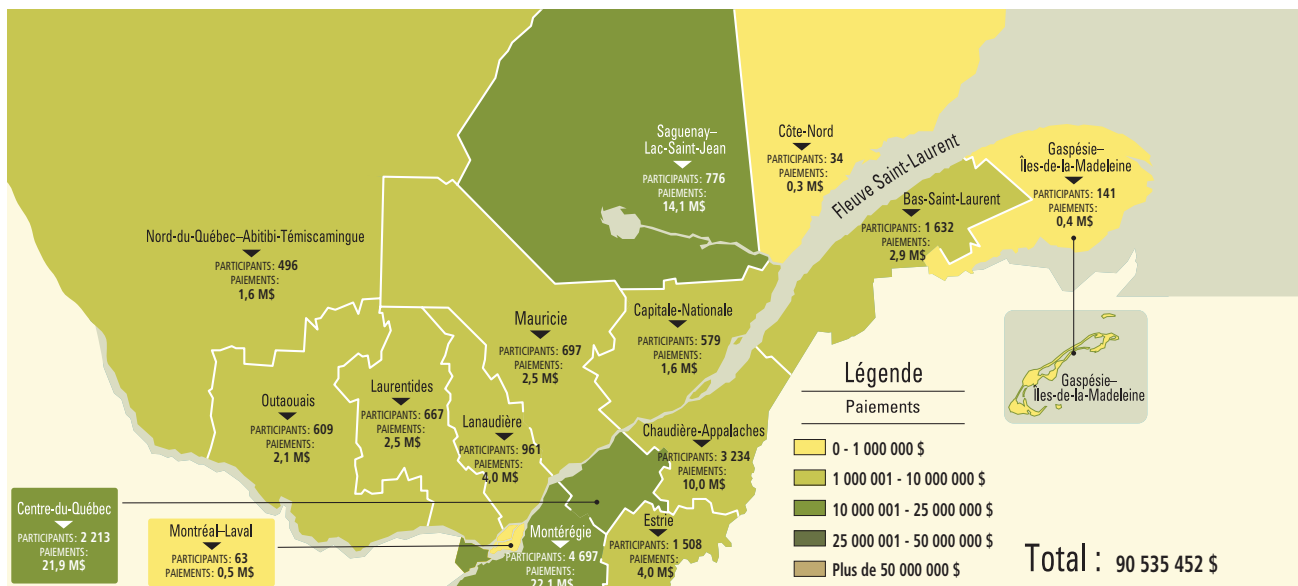 Saguenay–
Lac-Saint-Jean
PARTICIPANTS: 776
PAIEMENTS:
14,1 M$
Côte-Nord
PARTICIPANTS: 34
PAIEMENTS:
0,3 M$
Fleuve Saint-Laurent
Gaspésie–
Îles-de-la-Madeleine
PARTICIPANTS: 141
PAIEMENTS:
0,4 M$
Bas-Saint-Laurent
PARTICIPANTS: 1 632
PAIEMENTS:
2,9 M$
Nord-du-Québec–Abitibi-Témiscamingue
PARTICIPANTS: 496
PAIEMENTS:
1,6 M$
Mauricie
PARTICIPANTS: 697
PAIEMENTS:
2,5 M$
Capitale-Nationale
PARTICIPANTS: 579
PAIEMENTS:
1,6 M$
Outaouais
PARTICIPANTS: 609
PAIEMENTS:
2,1 M$
Laurentides
PARTICIPANTS: 667
PAIEMENTS:
2,5 M$
Lanaudière
PARTICIPANTS: 961
PAIEMENTS:
4,0 M$
Chaudière-Appalaches
PARTICIPANTS: 3 234
PAIEMENTS:
10,0 M$
Gaspésie–
Îles-de-la-Madeleine
Centre-du-Québec
PARTICIPANTS: 2 213
PAIEMENTS:
21,9 M$
Montréal–Laval
PARTICIPANTS: 63
PAIEMENTS: 0,5 M$
Montérégie
PARTICIPANTS: 4 697
PAIEMENTS:
22,1 M$
Estrie
PARTICIPANTS: 1 508
PAIEMENTS:
4,0 M$
Légende
Paiements
0 - 1 000 000 $
1 000 001 - 10 000 000 $
10 000 001 - 25 000 000 $
25 000 001 - 50 000 000 $
Plus de 50 000 000 $
Total : 90 535 452 $